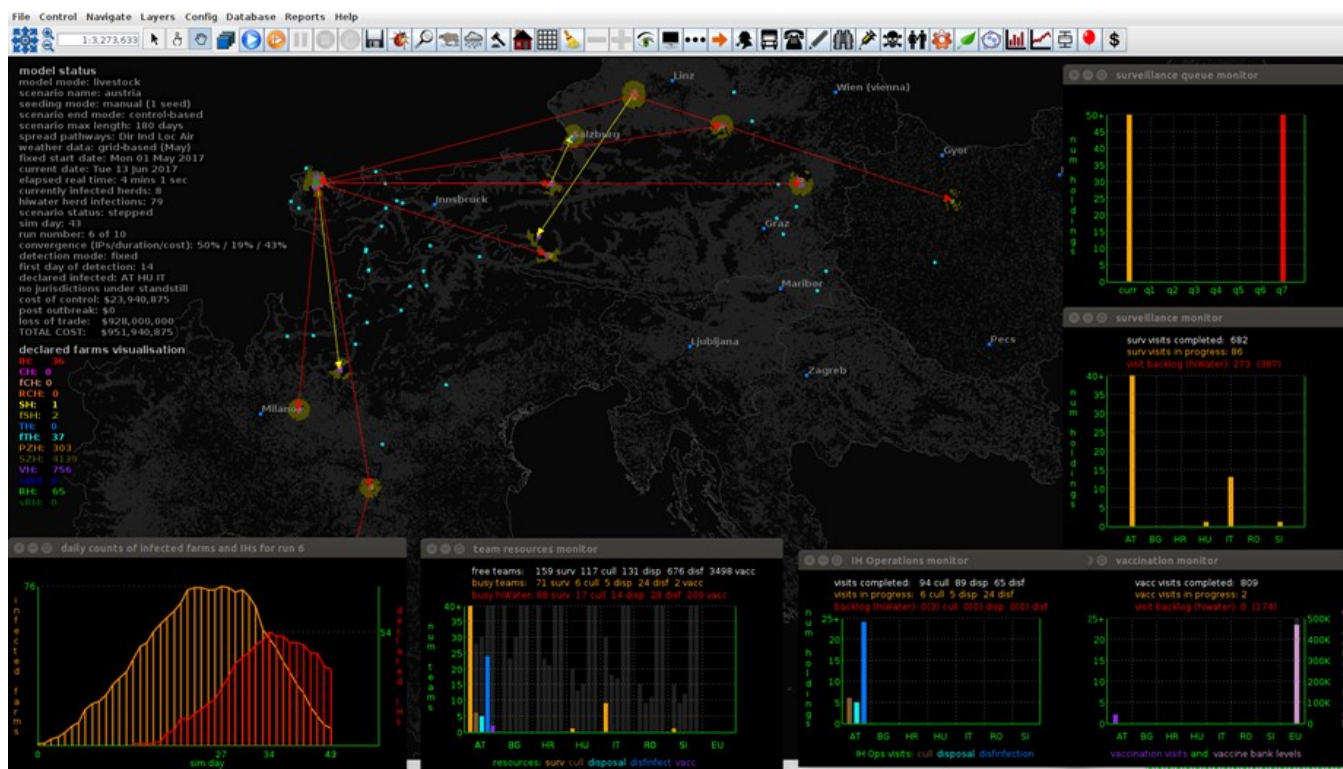 File Control Navigate Layers Config Database Reports Help
1:3,273,633
model status
model mode: livestock
scenario name: austria
seeding mode: manual (1 seed)
scenario end mode: control-based
scenario max length: 180 days
spread pathways: Dir Ind Loc Air
weather data: grid-based (May)
fixed start date: Mon 01 May 2017
current date: Tue 13 Jun 2017
elapsed real time: 4 mins 1 sec
currently infected herds: 8
hiwater herd infections: 79
scenario status: stepped
sim day: 43
run number: 6 of 10
convergence (IPs/duration/cost): 50% / 19% / 43%
detection mode: fixed
first day of detection: 14
declared infected: AT HU IT
no jurisdictions under standstill
cost of control: $23,940,875
post outbreak: $0
loss of trade: $928,000,000
TOTAL COST: $951,940,875
declared farms visualisation
IH: 36
CH: 0
fCH: 0
RCH: 0
SH: 1
fSH: 2
TH: 0
fTH: 37
PZH: 303
SZH: 4139
VH: 756
RH: 65
sRH: 0
Linz
Wien (vienna)
Salzburg
Gyor
Innsbruck
Graz
Maribor
Ljubljana
Pecs
Zagreb
Milano
surveillance queue monitor
num holdings
50+
45
40
35
30
25
20
15
10
5
curr q1 q2 q3 q4 q5 q6 q7
surveillance monitor
surv visits completed: 682
surv visits in progress: 86
visit backlog (hiWater): 273 (387)
num holdings
40+
35
30
25
20
15
10
5
AT BG HR HU IT RO SI
daily counts of infected farms and IHs for run 6
infected farms
76
54
declared IHs
0 27 34 43
sim day
team resources monitor
free teams: 159 surv 117 cull 131 disp 676 disf 3498 vacc
busy teams: 71 surv 6 cull 5 disp 24 disf 2 vacc
busy hiWater: 88 surv 17 cull 14 disp 28 disf 209 vacc
num teams
40+
35
30
25
20
15
10
5
0
AT BG HR HU IT RO SI EU
resources: surv cull disposal disfinfect vacc
IH Operations monitor
visits completed: 94 cull 89 disp 65 disf
visits in progress: 6 cull 5 disp 24 disf
backlog (hiWater): 0(3) cull 0(0) disp 0(0) disf
num holdings
25+
20
15
10
5
0
AT BG HR HU IT RO SI
IH Ops visits: cull disposal disfinfection
vaccination monitor
vacc visits completed: 809
vacc visits in progress: 2
visit backlog (hiWater): 0 (174)
num holdings
25+
20
15
10
5
0
500K
400K
300K
200K
100K
0
AT BG HR HU IT RO SI EU
vaccination visits and vaccine bank levels